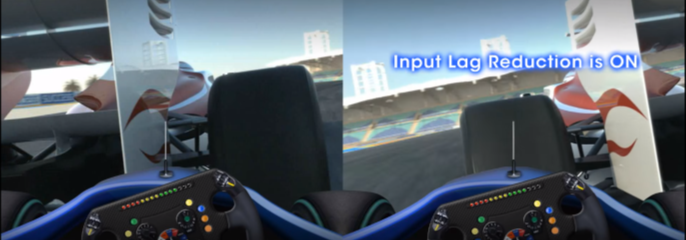 Input Lag Reduction is ON